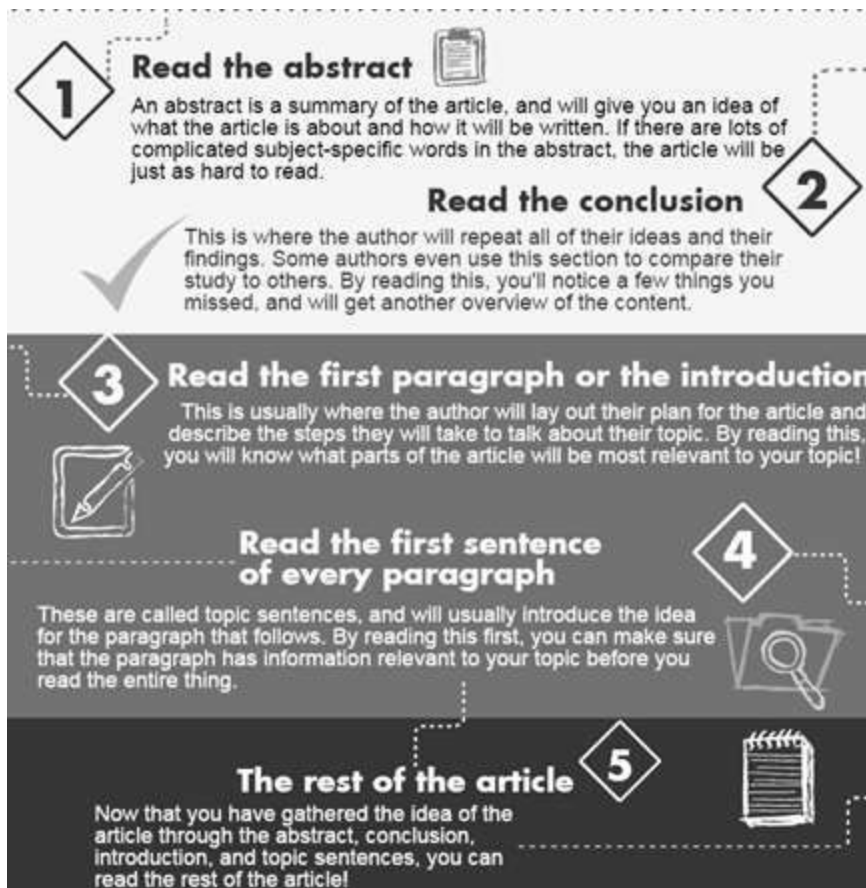 1
Read the abstract
An abstract is a summary of the article, and will give you an idea of
what the article is about and how it will be written. If there are lots of
complicated subject-specific words in the abstract, the article will be
just as hard to read.
2
Read the conclusion
This is where the author will repeat all of their ideas and their
findings. Some authors even use this section to compare their
study to others. By reading this, you'll notice a few things you
missed, and will get another overview of the content.
3
Read the first paragraph or the introduction
This is usually where the author will lay out their plan for the article and
describe the steps they will take to talk about their topic. By reading this,
you will know what parts of the article will be most relevant to your topic!
4
Read the first sentence
of every paragraph
These are called topic sentences, and will usually introduce the idea
for the paragraph that follows. By reading this first, you can make sure
that the paragraph has information relevant to your topic before you
read the entire thing.
5
The rest of the article
Now that you have gathered the idea of the
article through the abstract, conclusion,
introduction, and topic sentences, you can
read the rest of the article!